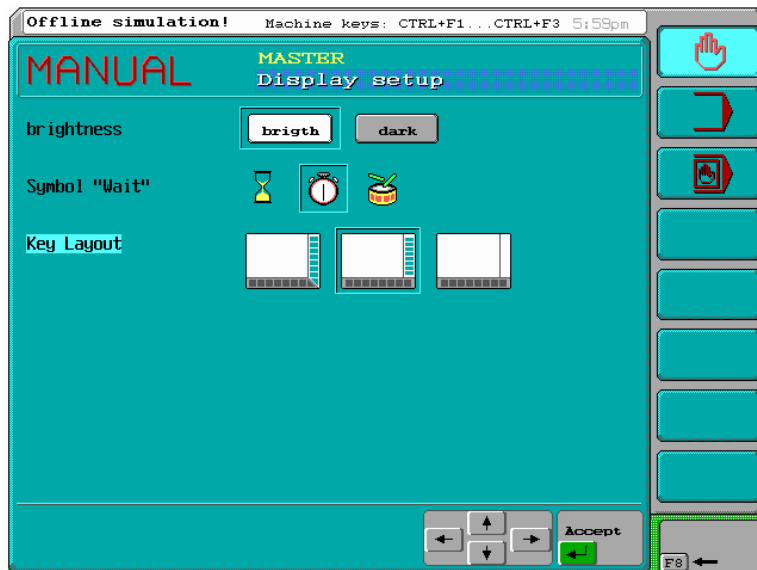 Offline simulation! Machine keys: CTRL+F1...CTRL+F3 5:59pm
MANUAL
MASTER
Display setup
brightness
brigth
dark
Symbol "Wait"
Key Layout
Accept
F8